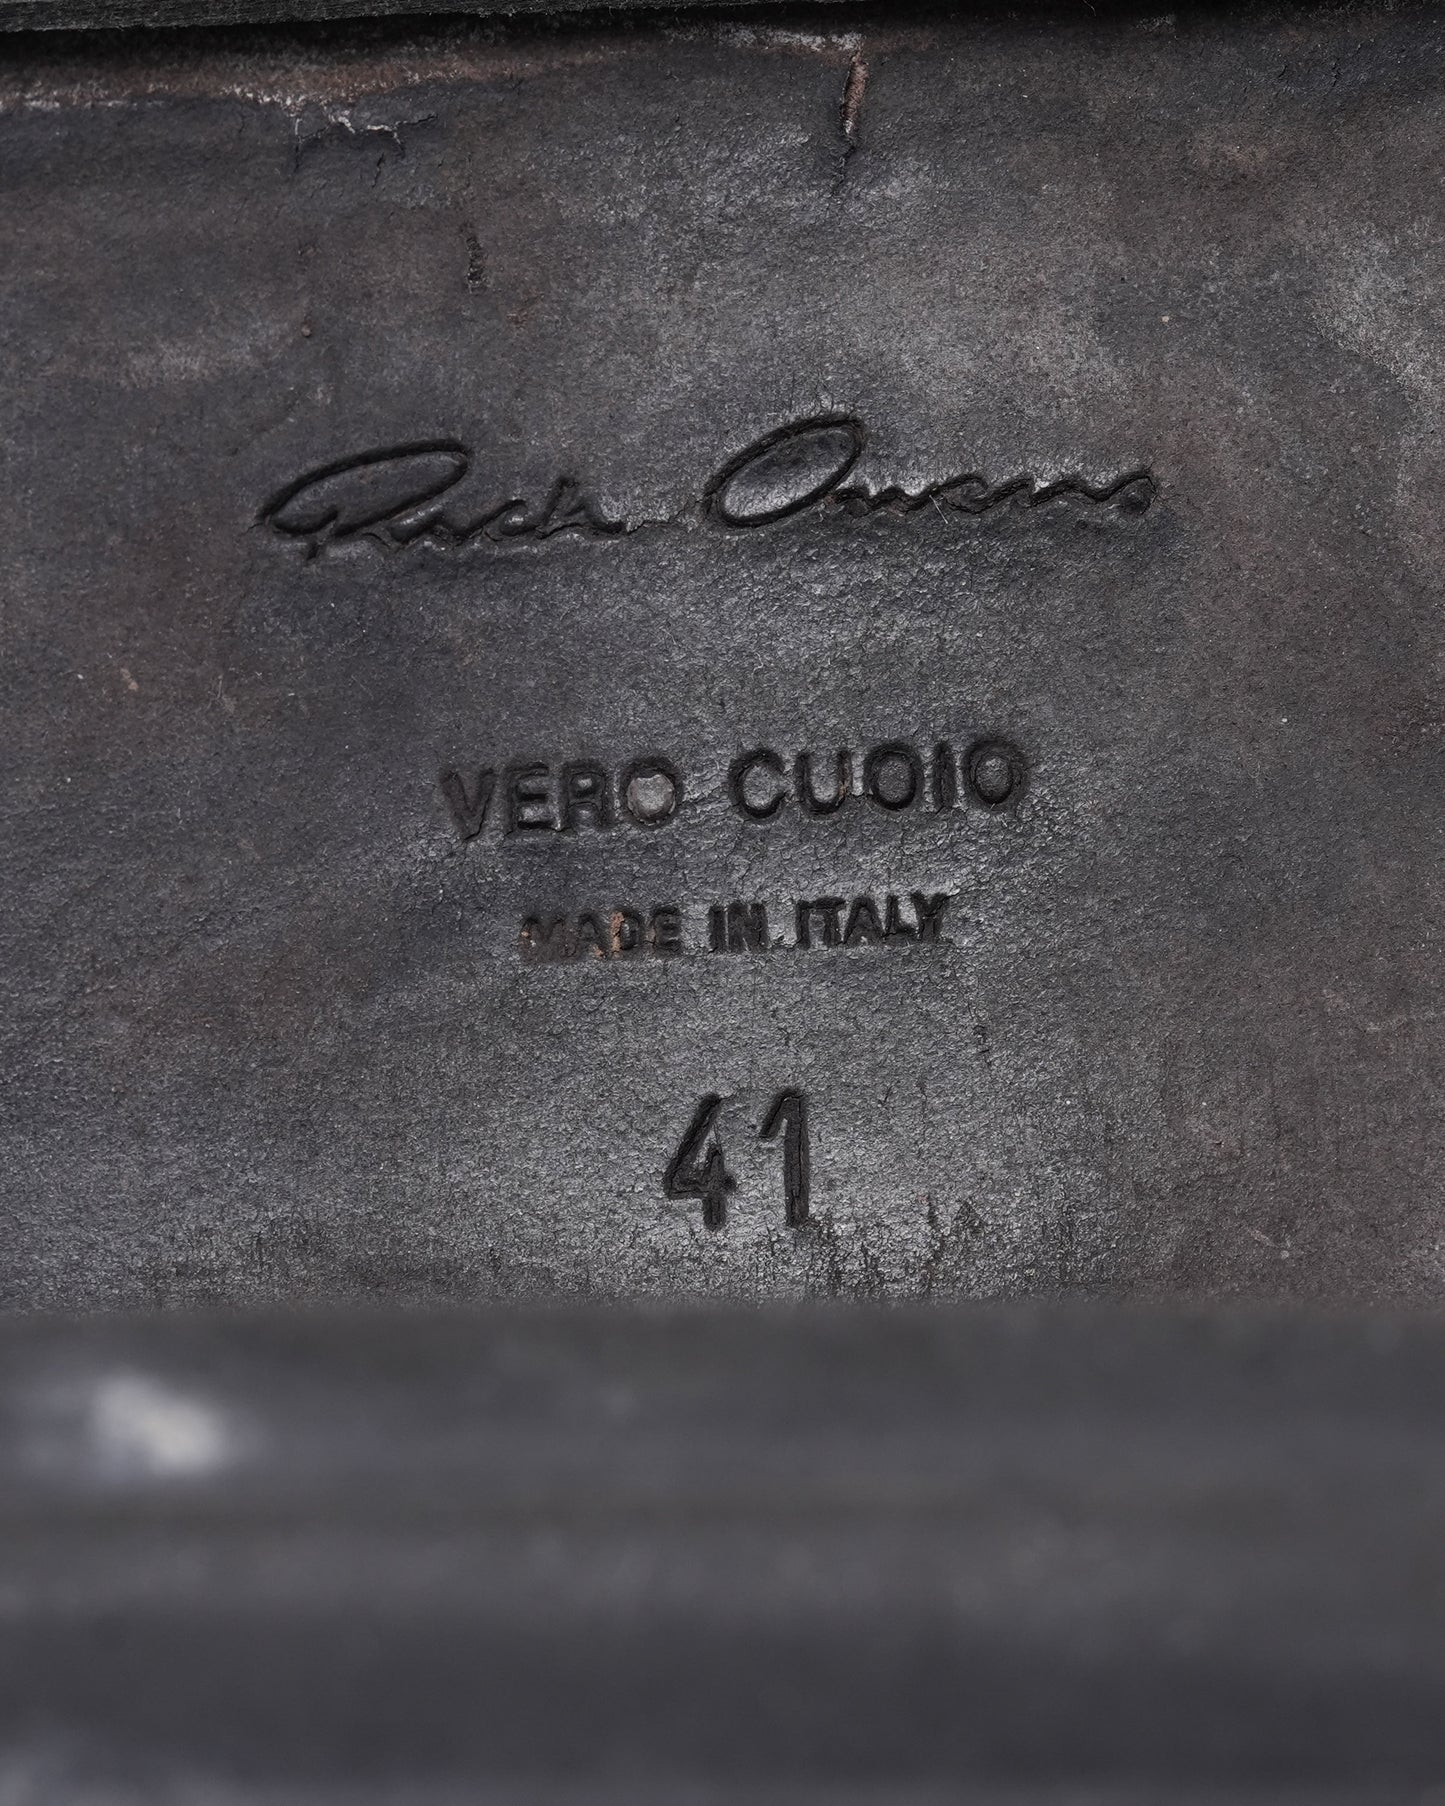 Rick Owens
VERO CUOIO
MADE IN ITALY
41